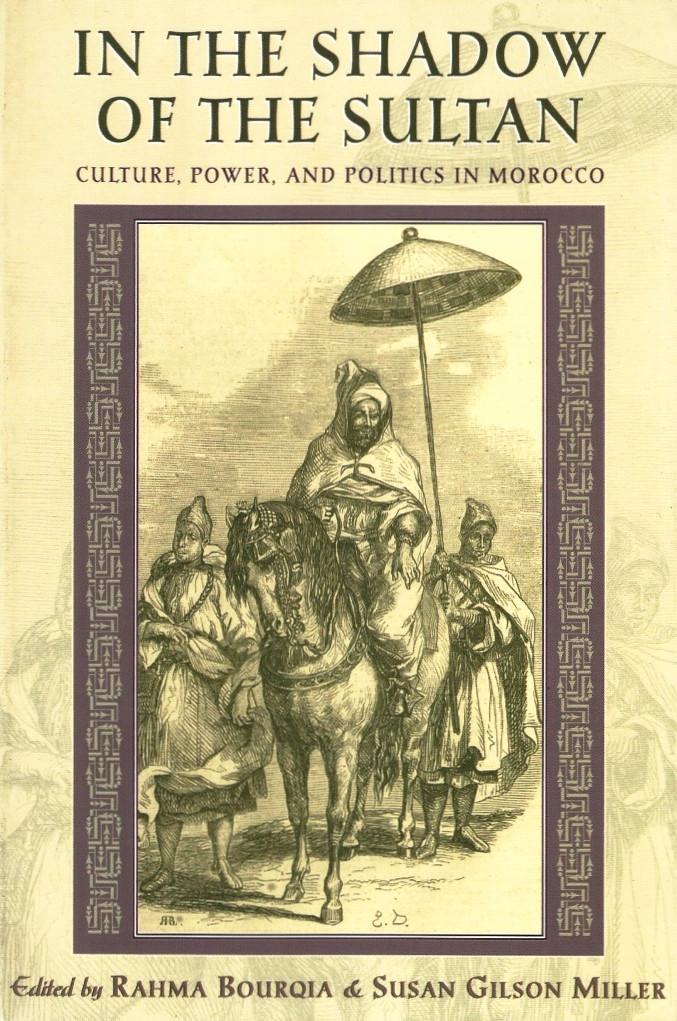 IN THE SHADOW
OF THE SULTAN
CULTURE, POWER, AND POLITICS IN MOROCCO
E.D.
Edited by RAHMA BOURQIA & SUSAN GILSON MILLER